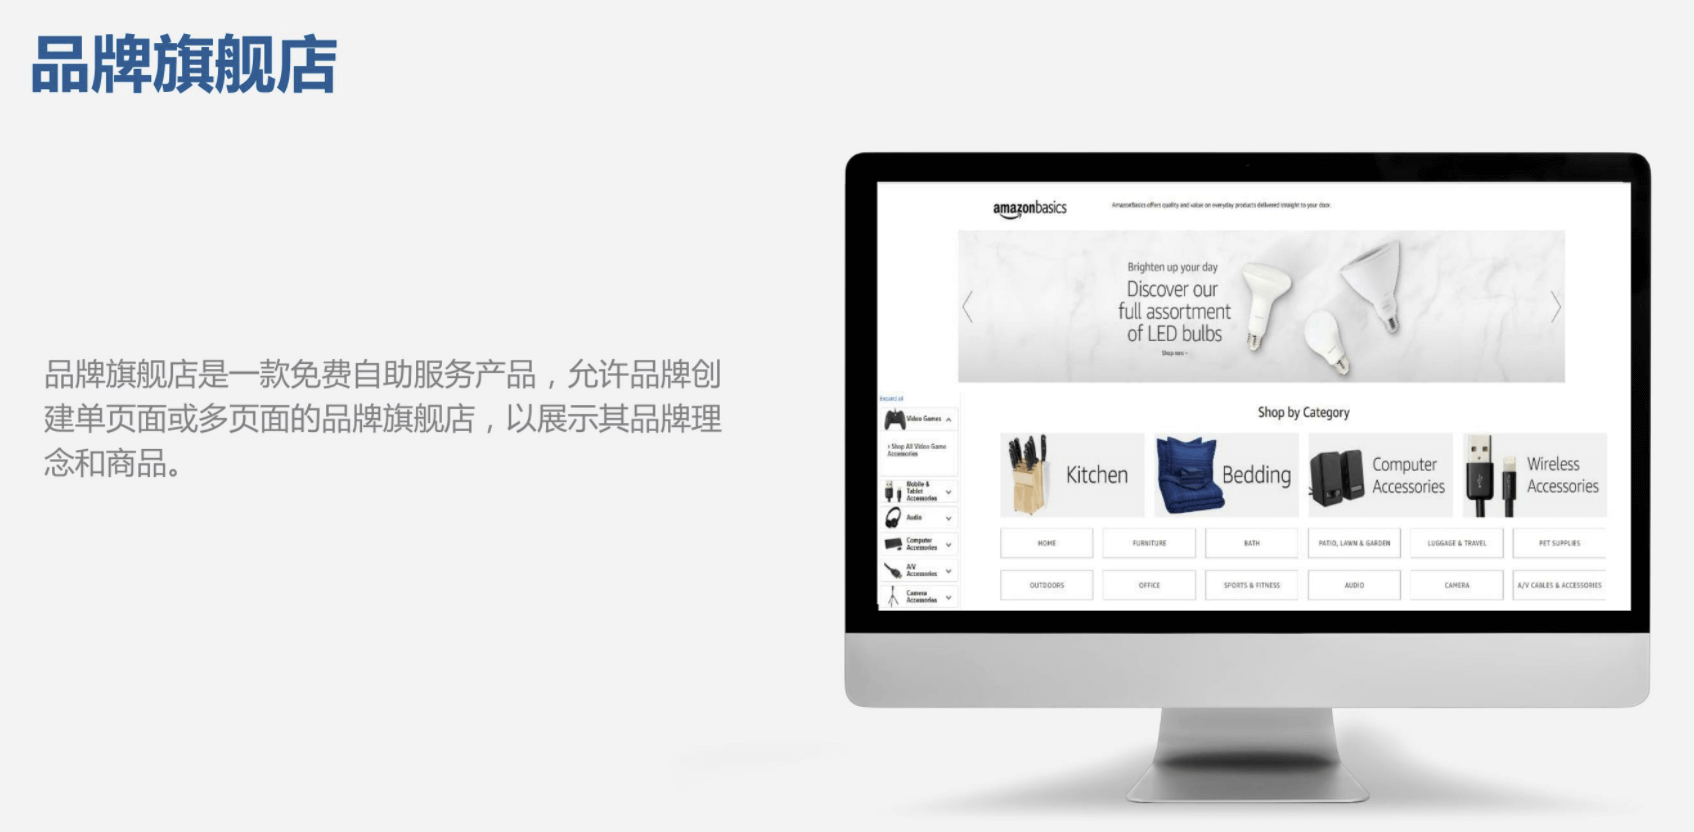 品牌旗舰店
品牌旗舰店是一款免费自助服务产品，允许品牌创
建单页面或多页面的品牌旗舰店，以展示其品牌理
念和商品。
amazonbasics
AmazonBasics offers quality and value on everyday products delivered straight to your door.
Brighten up your day
Discover our
full assortment
of LED bulbs
Shop now ›
Expand all
Video Games
› Shop All Video Game
Accessories
Mobile &
Tablet
Accessories
Audio
Computer
Accessories
A/V
Accessories
Camera
Accessories
Shop by Category
Kitchen
Bedding
Computer
Accessories
Wireless
Accessories
HOME
FURNITURE
BATH
PATIO, LAWN & GARDEN
LUGGAGE & TRAVEL
PET SUPPLIES
OUTDOORS
OFFICE
SPORTS & FITNESS
AUDIO
CAMERA
A/V CABLES & ACCESSORIES